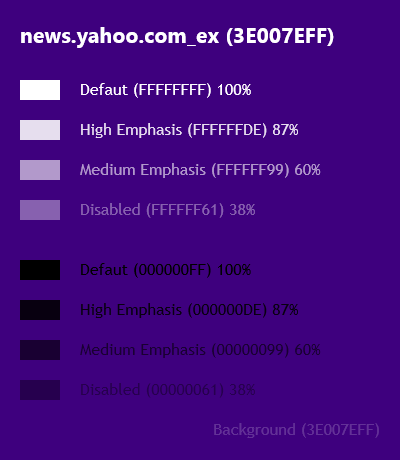 news.yahoo.com_ex (3E007EFF)
Defaut (FFFFFFFF) 100%
High Emphasis (FFFFFFDE) 87%
Medium Emphasis (FFFFFF99) 60%
Disabled (FFFFFF61) 38%
Defaut (000000FF) 100%
High Emphasis (000000DE) 87%
Medium Emphasis (00000099) 60%
Disabled (00000061) 38%
Background (3E007EFF)